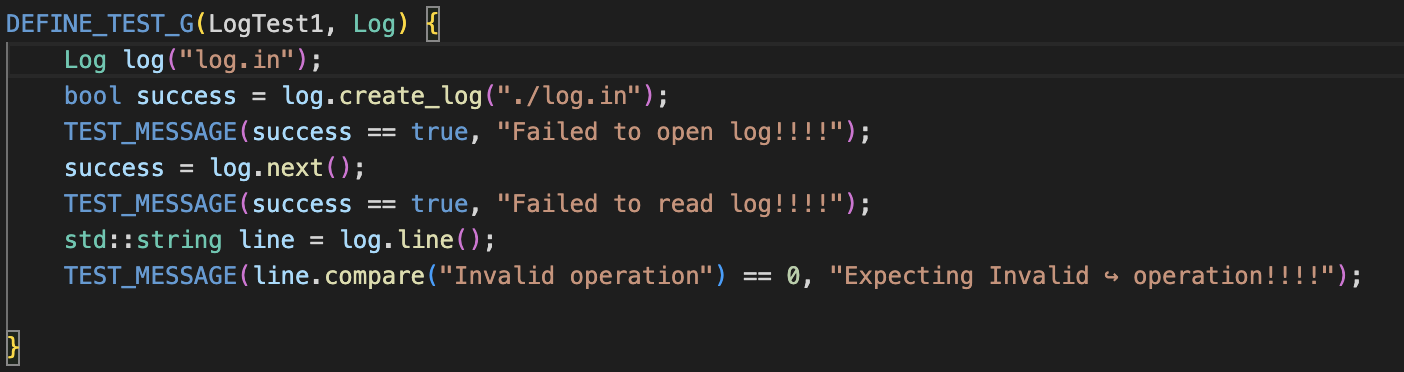 DEFINE_TEST_G(LogTest1, Log) {
    Log log("log.in");
    bool success = log.create_log("./log.in");
    TEST_MESSAGE(success == true, "Failed to open log!!!!");
    success = log.next();
    TEST_MESSAGE(success == true, "Failed to read log!!!!");
    std::string line = log.line();
    TEST_MESSAGE(line.compare("Invalid operation") == 0, "Expecting Invalid ↪ operation!!!!");
}